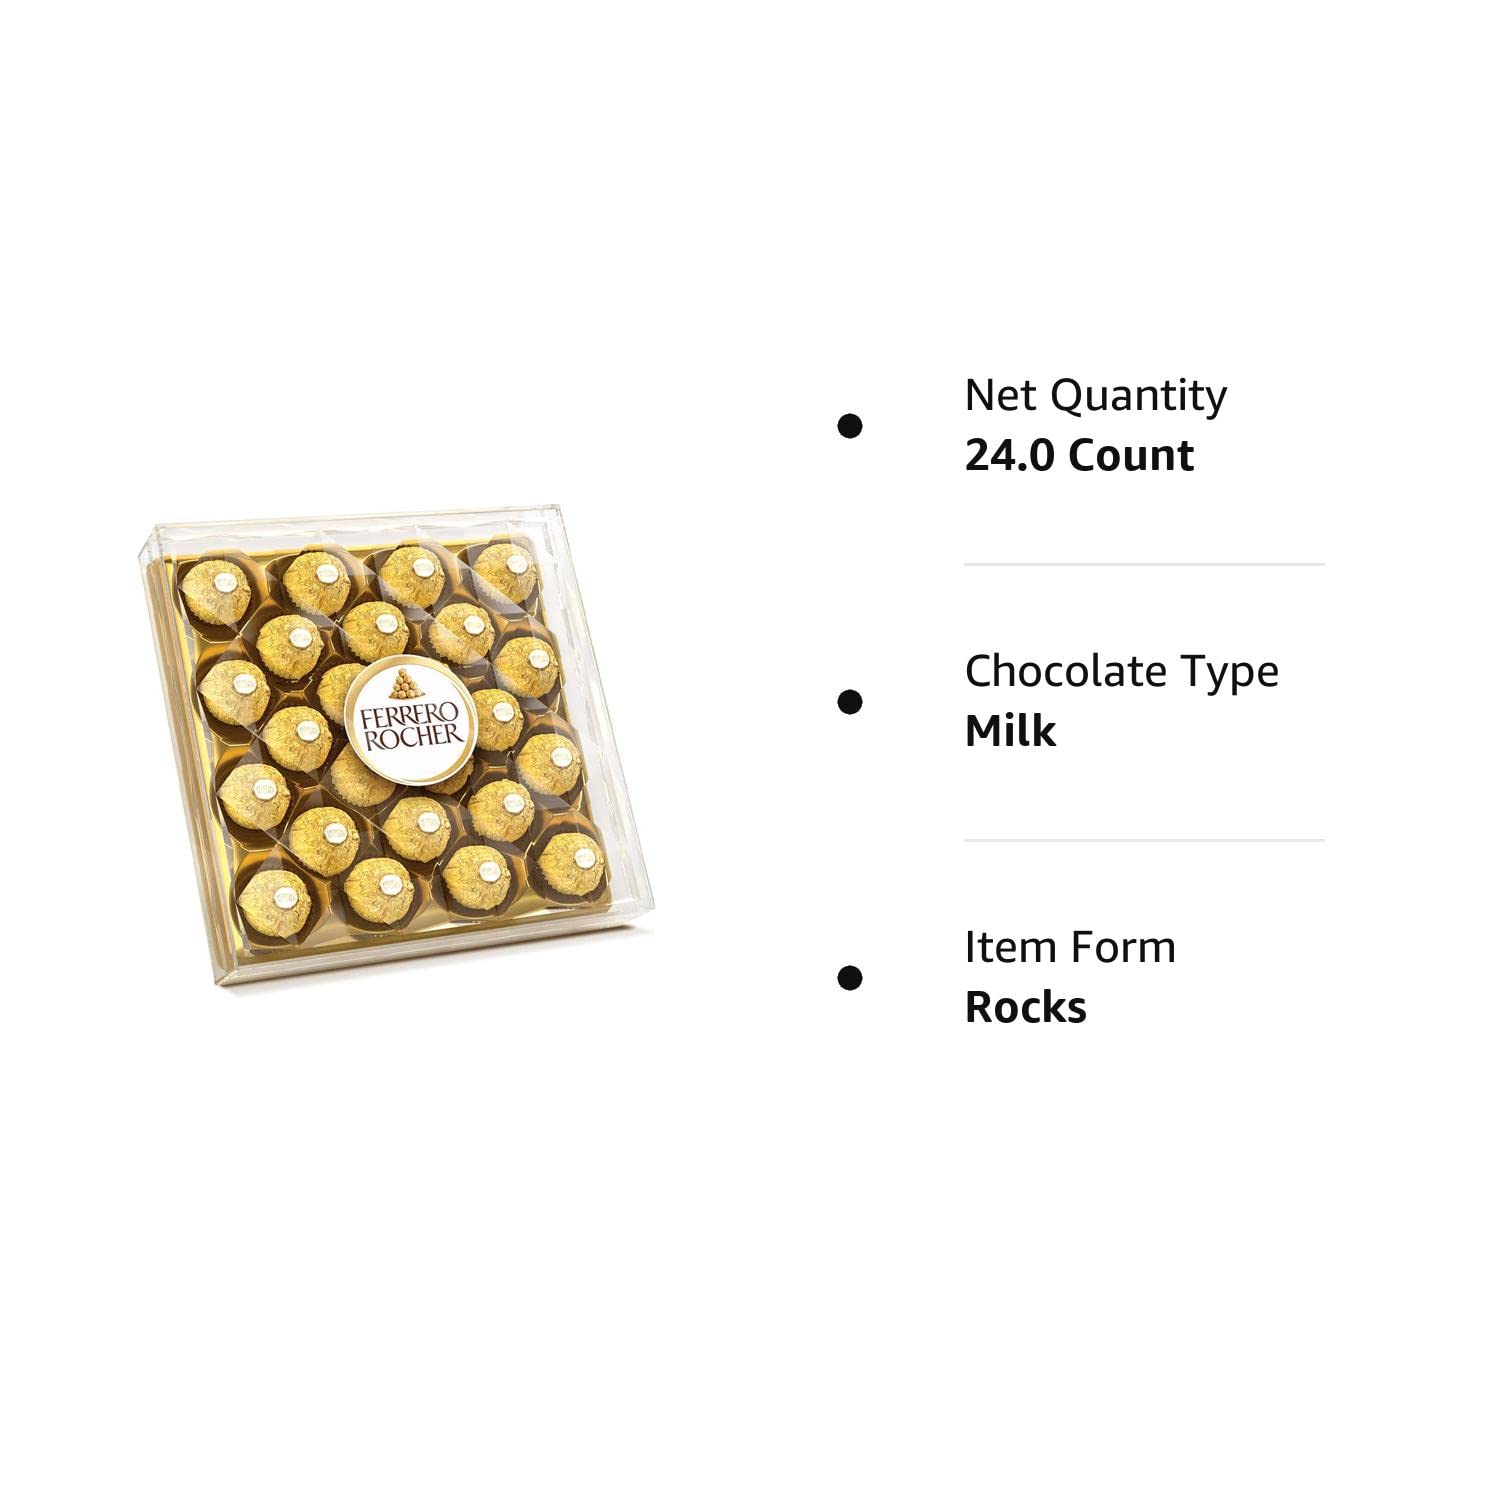 FERRERO
ROCHER
Net Quantity
24.0 Count
Chocolate Type
Milk
Item Form
Rocks